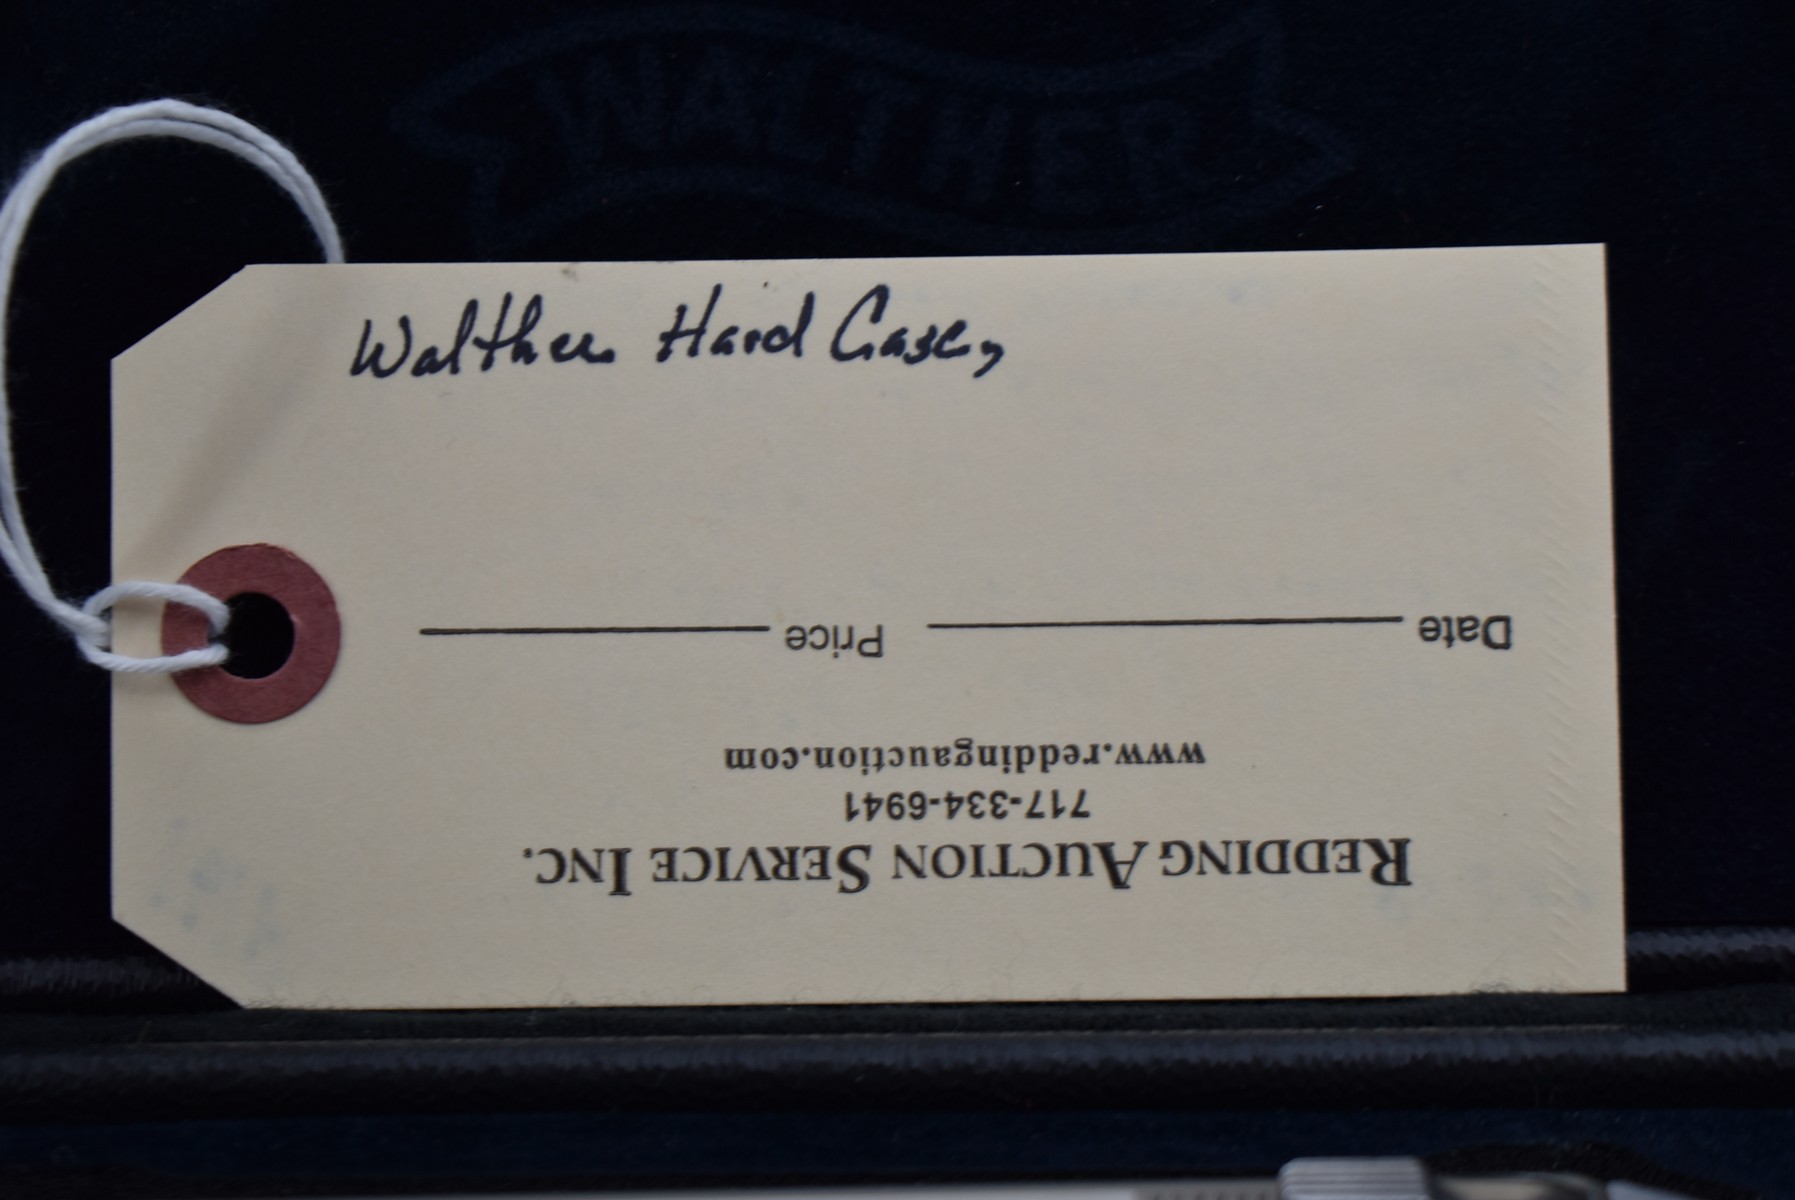 WALTHER
Walther Hard Case,
REDDING AUCTION SERVICE INC.
717-334-6941
www.reddingauction.com
Date Price